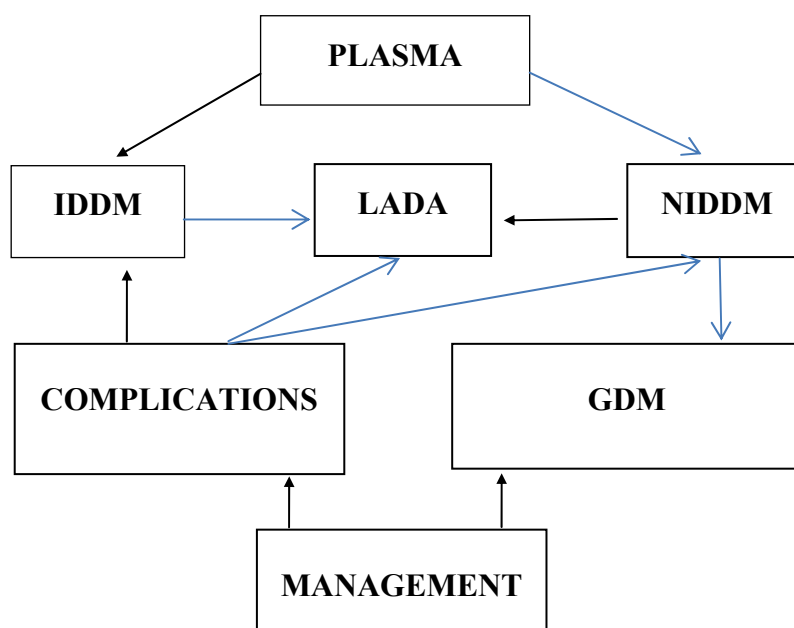 PLASMA
IDDM
LADA
NIDDM
COMPLICATIONS
GDM
MANAGEMENT